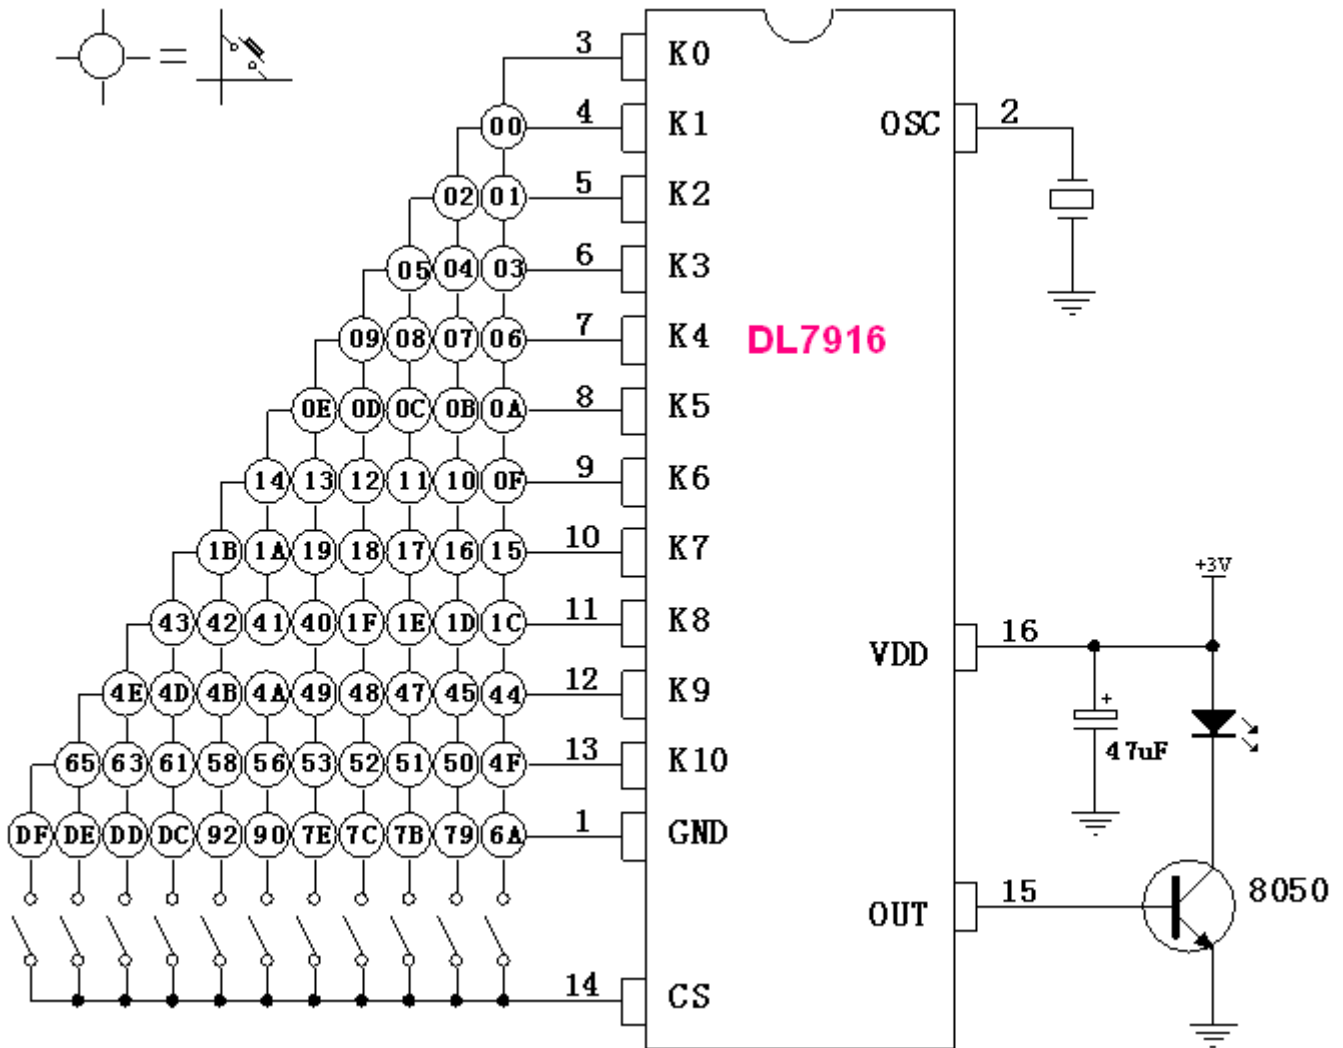 3 K0
00 4 K1 OSC 2
02 01 5 K2
05 04 03 6 K3
09 08 07 06 7 K4 DL7916
0E 0D 0C 0B 0A 8 K5
14 13 12 11 10 0F 9 K6
1B 1A 19 18 17 16 15 10 K7
+3V
43 42 41 40 1F 1E 1D 1C 11 K8
VDD 16
4E 4D 4B 4A 49 48 47 45 44 12 K9
+
47uF
65 63 61 58 56 53 52 51 50 4F 13 K10
DF DE DD DC 92 90 7E 7C 7B 79 6A 1 GND
OUT 15 8050
14 CS